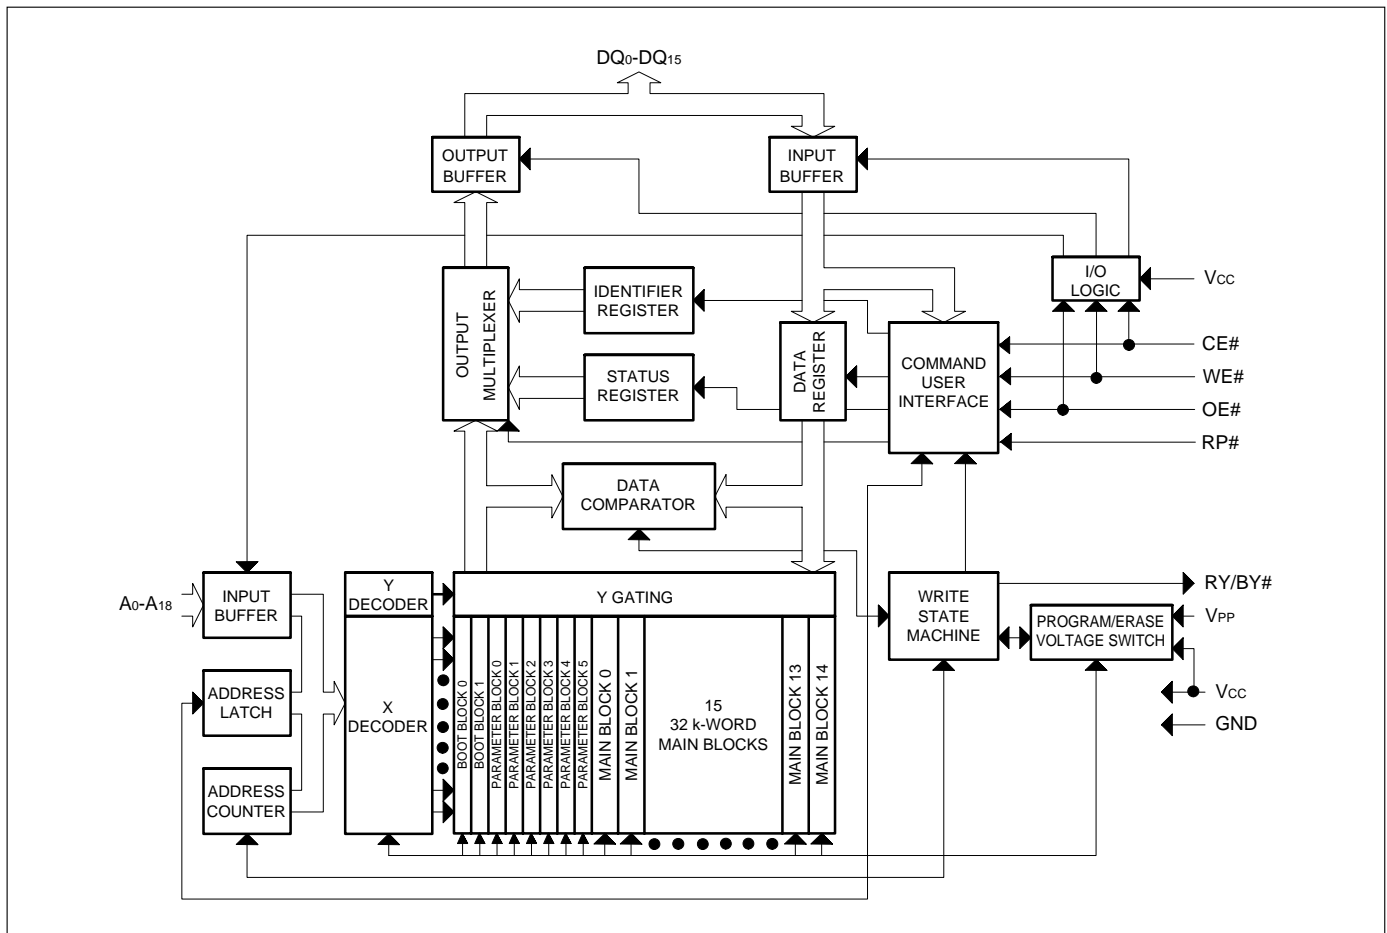 DQ0-DQ15
OUTPUT
BUFFER
INPUT
BUFFER
I/O
LOGIC
VCC
OUTPUT
MULTIPLEXER
IDENTIFIER
REGISTER
STATUS
REGISTER
DATA
REGISTER
COMMAND
USER
INTERFACE
CE#
WE#
OE#
RP#
DATA
COMPARATOR
A0-A18
INPUT
BUFFER
Y
DECODER
Y GATING
WRITE
STATE
MACHINE
RY/BY#
PROGRAM/ERASE
VOLTAGE SWITCH
VPP
VCC
GND
ADDRESS
LATCH
X
DECODER
ADDRESS
COUNTER
BOOT BLOCK 0
BOOT BLOCK 1
PARAMETER BLOCK 0
PARAMETER BLOCK 1
PARAMETER BLOCK 2
PARAMETER BLOCK 3
PARAMETER BLOCK 4
PARAMETER BLOCK 5
MAIN BLOCK 0
MAIN BLOCK 1
15
32 k-WORD
MAIN BLOCKS
MAIN BLOCK 13
MAIN BLOCK 14